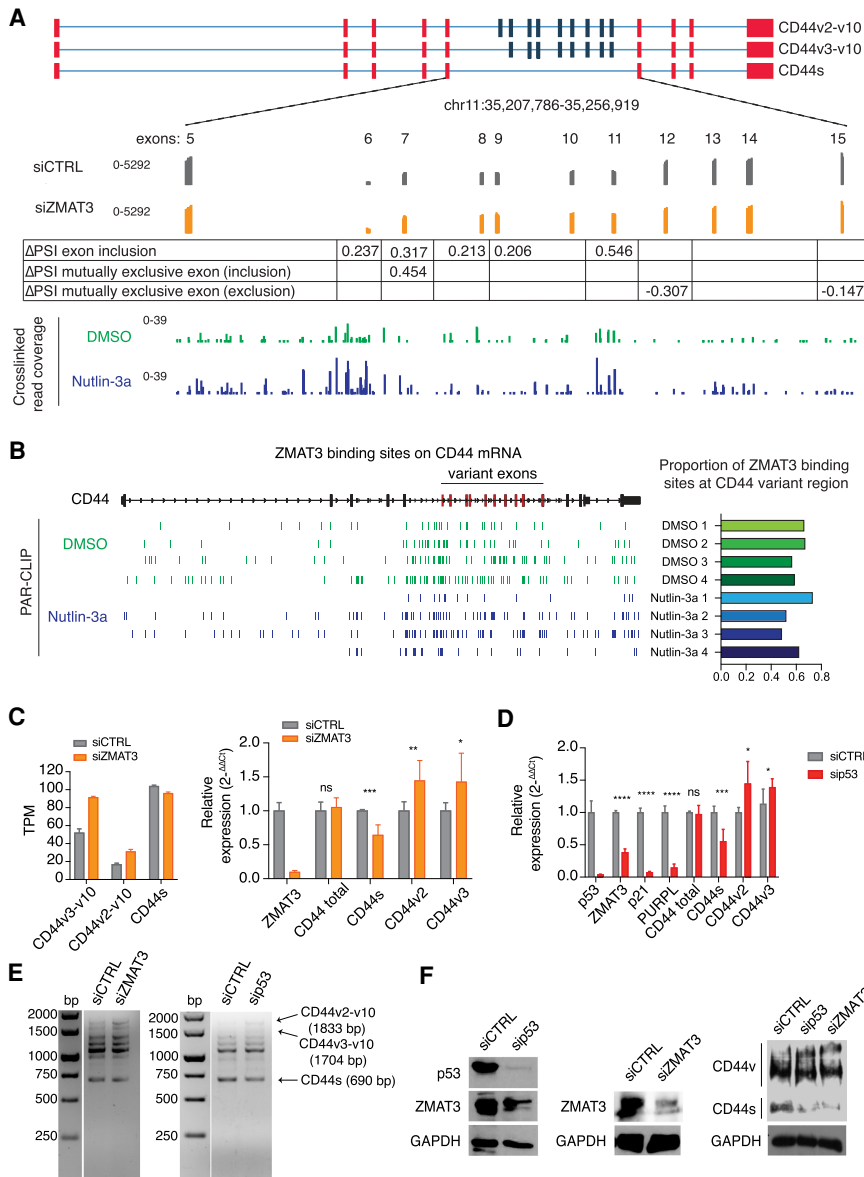 A
CD44v2-v10
CD44v3-v10
CD44s
chr11:35,207,786-35,256,919
exons: 5 6 7 8 9 10 11 12 13 14 15
siCTRL 0-5292
siZMAT3 0-5292
ΔPSI exon inclusion 0.237 0.317 0.213 0.206 0.546
ΔPSI mutually exclusive exon (inclusion) 0.454
ΔPSI mutually exclusive exon (exclusion) -0.307 -0.147
Crosslinked
read coverage
DMSO 0-39
Nutlin-3a 0-39
B
ZMAT3 binding sites on CD44 mRNA
variant exons
CD44
PAR-CLIP
DMSO
Nutlin-3a
Proportion of ZMAT3 binding
sites at CD44 variant region
DMSO 1
DMSO 2
DMSO 3
DMSO 4
Nutlin-3a 1
Nutlin-3a 2
Nutlin-3a 3
Nutlin-3a 4
0.0 0.2 0.4 0.6 0.8
C
siCTRL
siZMAT3
TPM
120
100
80
60
40
20
0
CD44v3-v10
CD44v2-v10
CD44s
siCTRL
siZMAT3
Relative
expression (2-ΔΔCt)
2.0
1.5
1.0
0.5
0.0
ns *** ** *
ZMAT3
CD44 total
CD44s
CD44v2
CD44v3
D
siCTRL
sip53
Relative
expression (2-ΔΔCt)
2.0
1.5
1.0
0.5
0.0
**** **** **** ns *** * *
p53
ZMAT3
p21
PURPL
CD44 total
CD44s
CD44v2
CD44v3
E
bp siCTRL siZMAT3
2000
1500
1000
750
500
250
bp siCTRL sip53
2000
1500
1000
750
500
250
CD44v2-v10
(1833 bp)
CD44v3-v10
(1704 bp)
CD44s (690 bp)
F
siCTRL sip53
p53
ZMAT3
GAPDH
siCTRL siZMAT3
ZMAT3
GAPDH
siCTRL sip53 siZMAT3
CD44v
CD44s
GAPDH